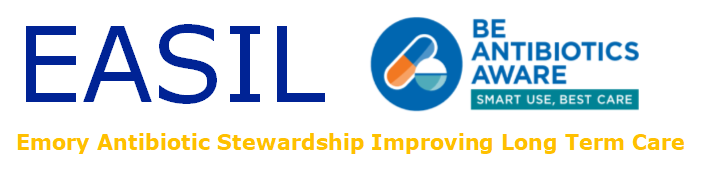 EASIL
BE
ANTIBIOTICS
AWARE
SMART USE, BEST CARE
Emory Antibiotic Stewardship Improving Long Term Care